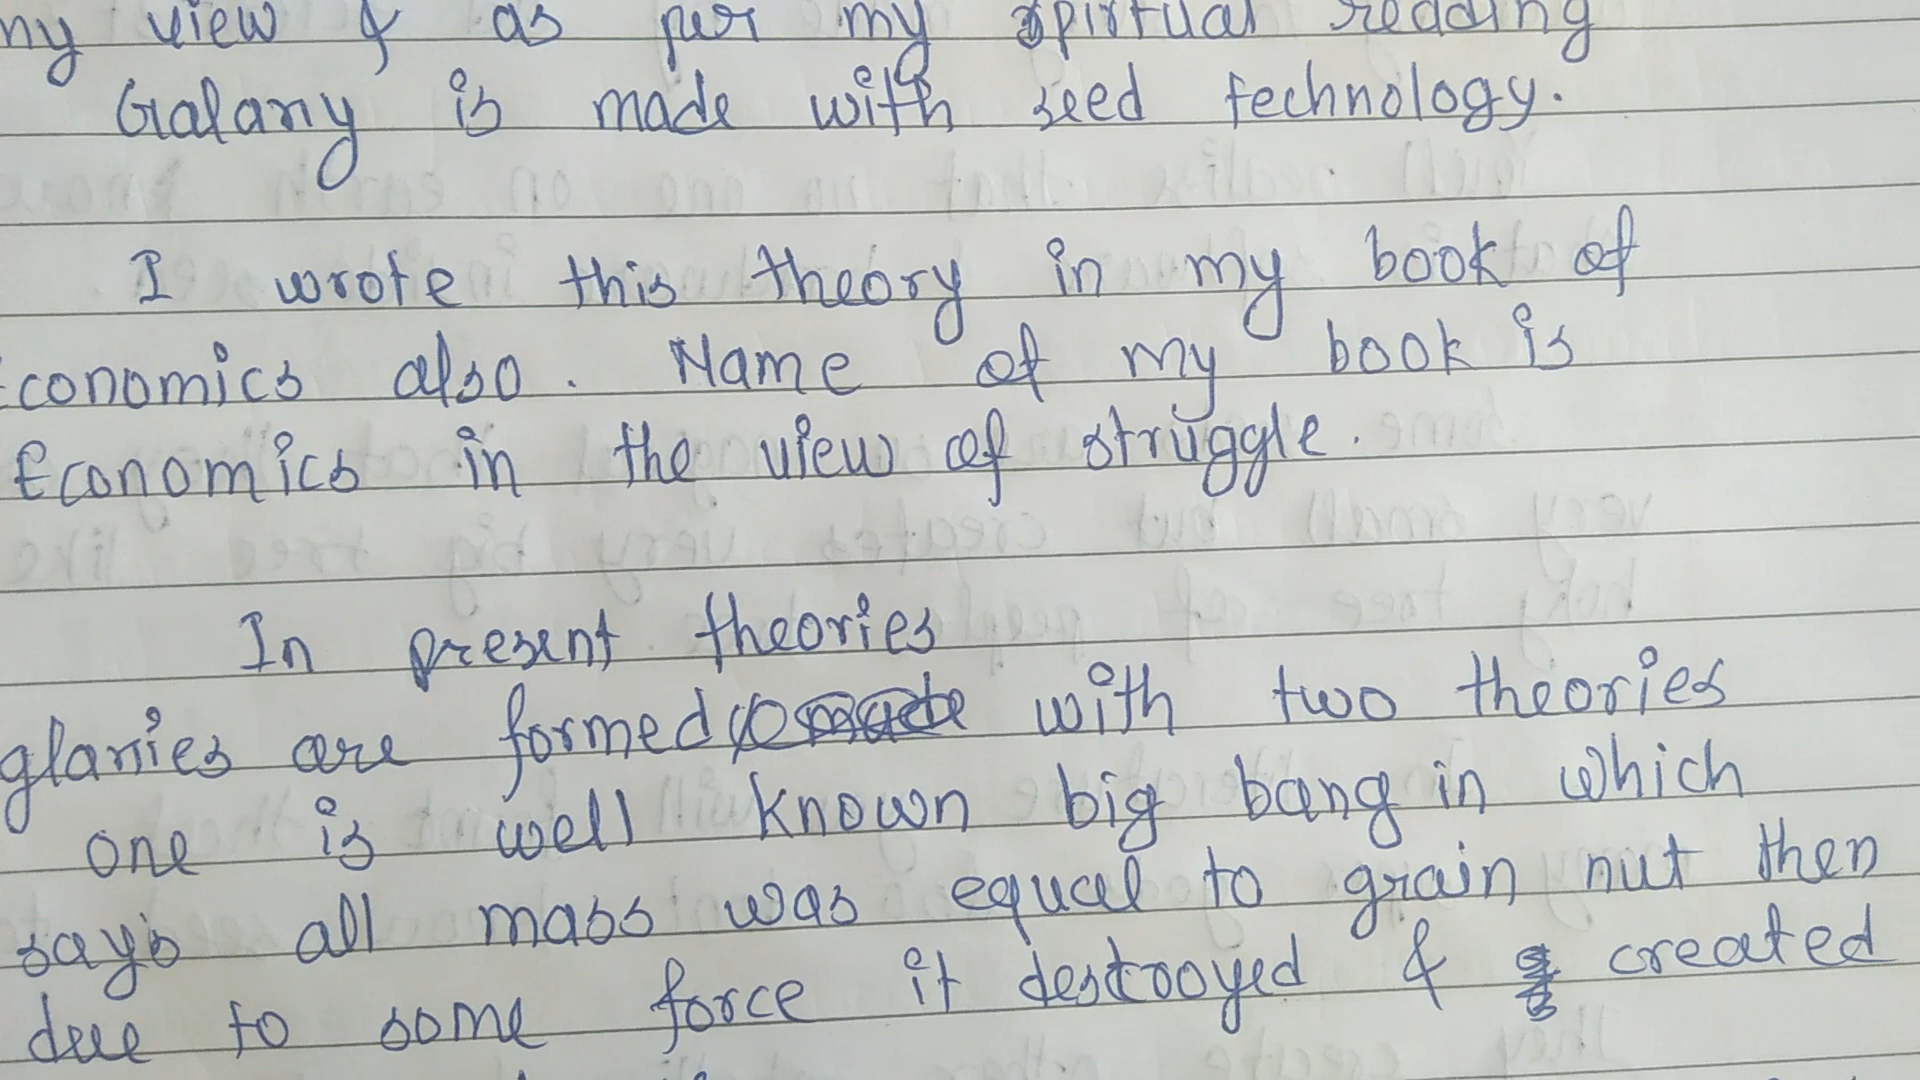 my view & as per my spirtual reading
Galaxy is made with seed technology.
I wrote this theory in my book of
Economics also. Name of my book is
Economics in the view of struggle.
In present theories
glaxies are formed with two theories
one is well known big bang in which
says all mass was equal to grain nut then
due to some force it destrooyed & created